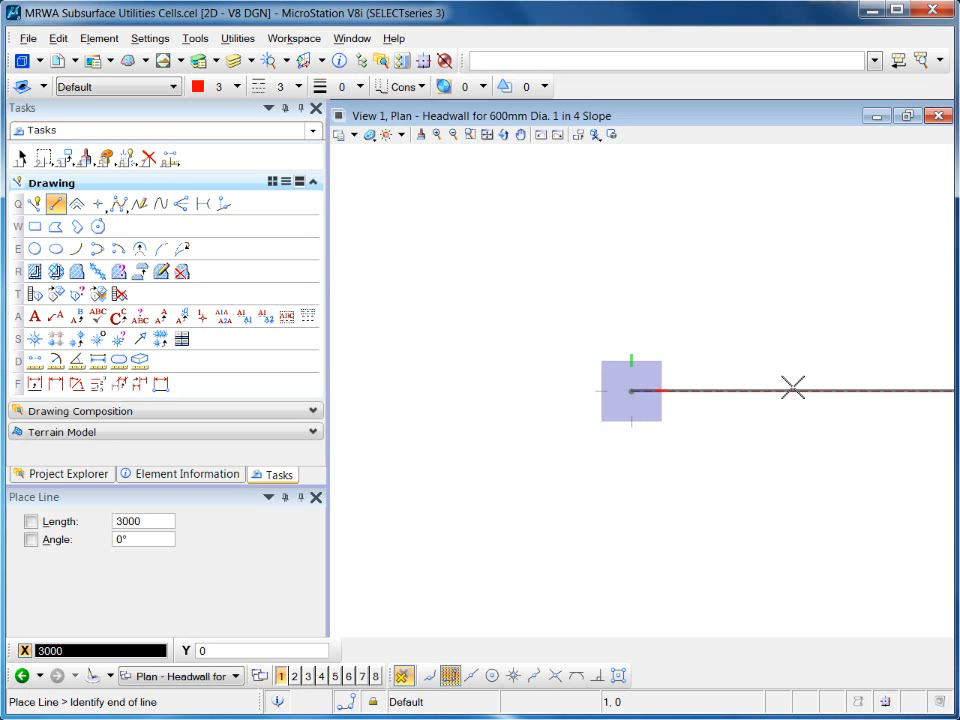 MRWA Subsurface Utilities Cells.cel [2D - V8 DGN] - MicroStation V8i (SELECTseries 3)
File Edit Element Settings Tools Utilities Workspace Window Help
Default 3 3 0 Cons 0 0
Tasks
View 1, Plan - Headwall for 600mm Dia. 1 in 4 Slope
Tasks
Drawing
Q
W
E
R
T
A
S
D
F
Drawing Composition
Terrain Model
Project Explorer Element Information Tasks
Place Line
Length: 3000
Angle: 0°
X 3000 Y 0
Plan - Headwall for 1 2 3 4 5 6 7 8
Place Line > Identify end of line Default 1, 0